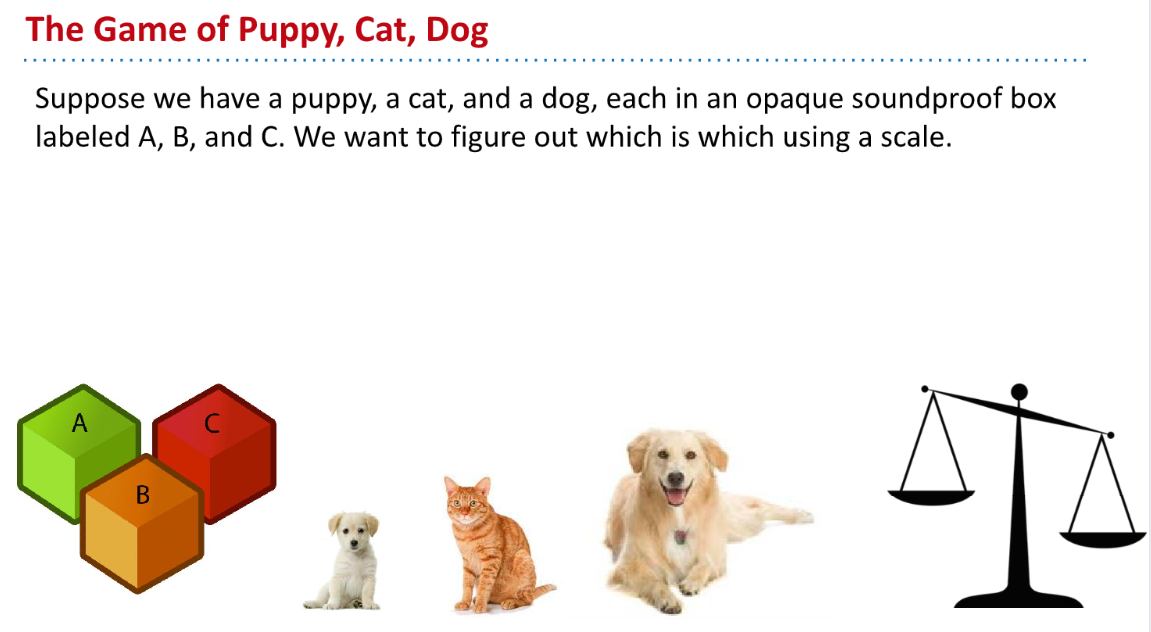 The Game of Puppy, Cat, Dog
Suppose we have a puppy, a cat, and a dog, each in an opaque soundproof box
labeled A, B, and C. We want to figure out which is which using a scale.
A
C
B